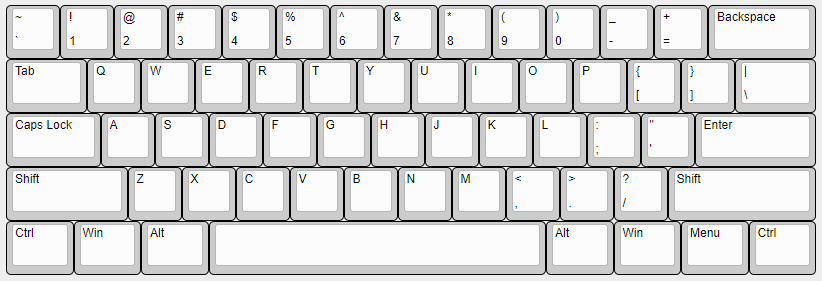 ~ ! @ # $ % ^ & * ( ) _ + Backspace
` 1 2 3 4 5 6 7 8 9 0 - =
Tab Q W E R T Y U I O P { } |
[ ] \
Caps Lock A S D F G H J K L : " Enter
; '
Shift Z X C V B N M < > ? Shift
, . /
Ctrl Win Alt Alt Win Menu Ctrl